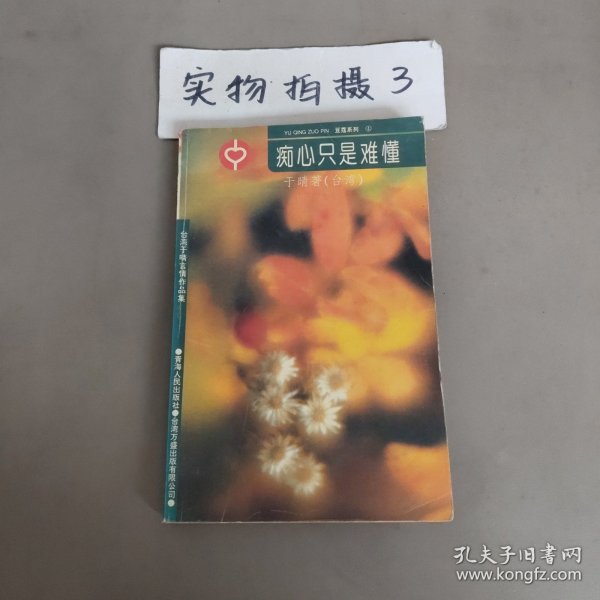 实物拍摄3
YU QING ZUO PIN 豆蔻系列 ④
痴心只是难懂
于晴著(台湾)
台湾于晴言情作品集
●青海人民出版社●台湾万盛出版有限公司●
孔夫子旧书网
www.kongfz.com